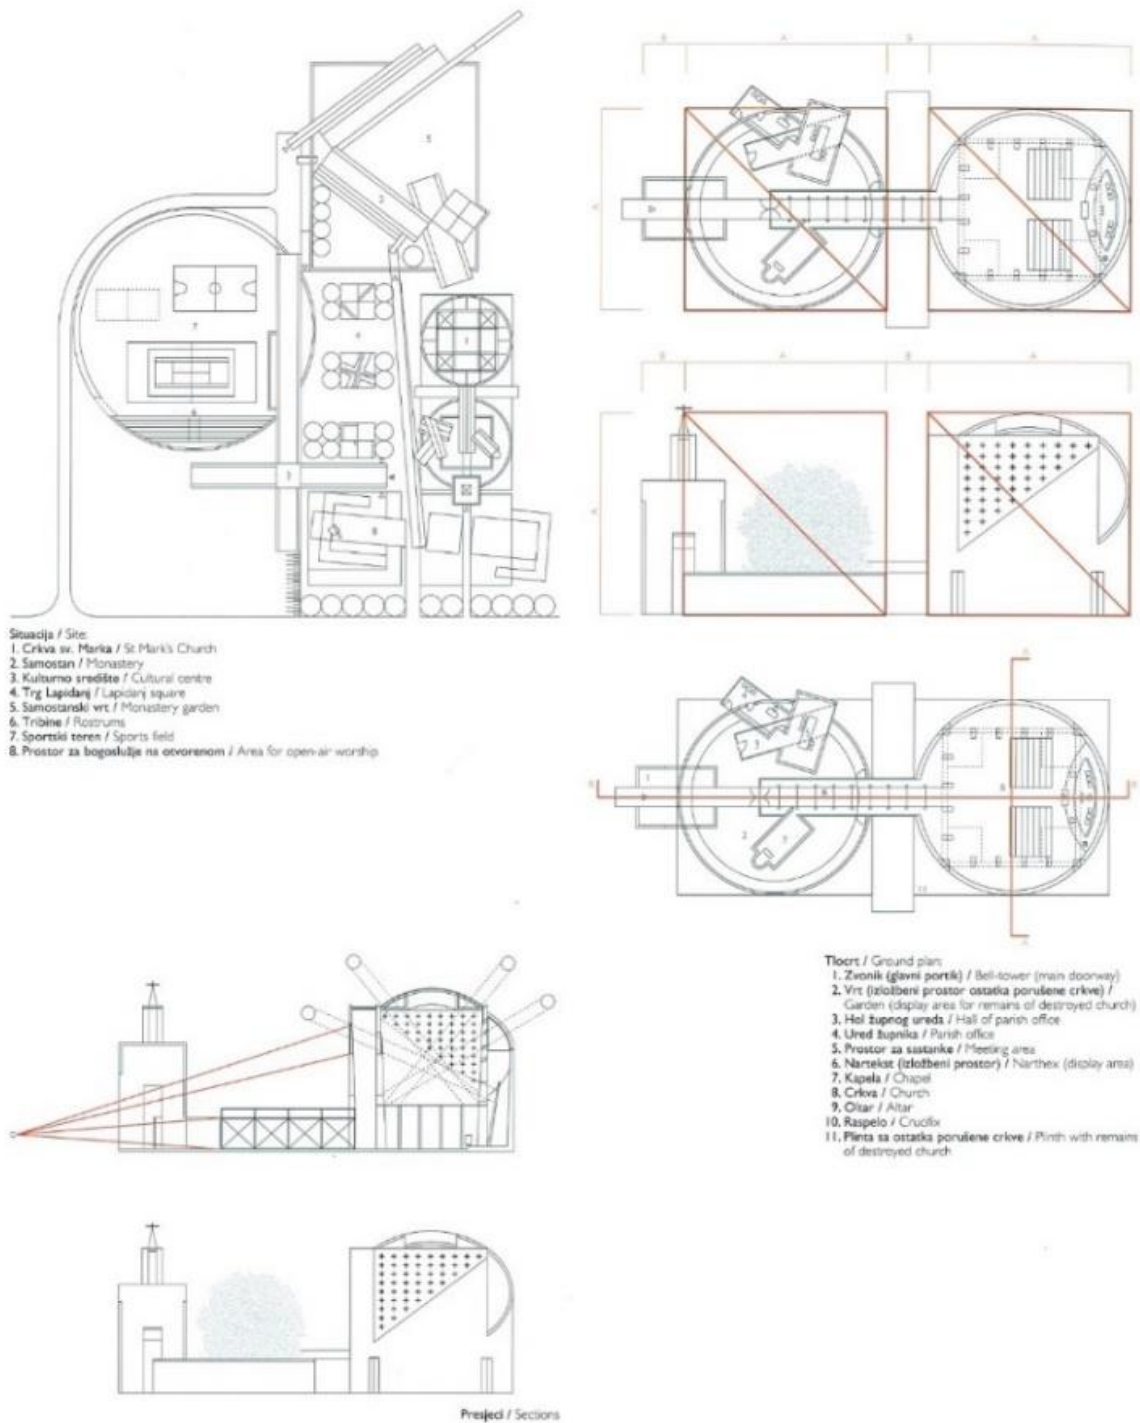 Situacija / Site:
1. Crkva sv. Marka / St Mark's Church
2. Samostan / Monastery
3. Kulturno središte / Cultural centre
4. Trg Lapidarij / Lapidarij square
5. Samostanski vrt / Monastery garden
6. Tribine / Rostrums
7. Sportski teren / Sports field
8. Prostor za bogoslužje na otvorenom / Area for open-air worship
Tlocrt / Ground plan:
1. Zvonik (glavni portik) / Bell-tower (main doorway)
2. Vrt (izložbeni prostor ostatka porušene crkve) /
Garden (display area for remains of destroyed church)
3. Hol župnog ureda / Hall of parish office
4. Ured župnika / Parish office
5. Prostor za sastanke / Meeting area
6. Nartekst (izložbeni prostor) / Narthex (display area)
7. Kapela / Chapel
8. Crkva / Church
9. Oltar / Altar
10. Raspelo / Crucifix
11. Plinta sa ostatka porušene crkve / Plinth with remains
of destroyed church
Presjeci / Sections